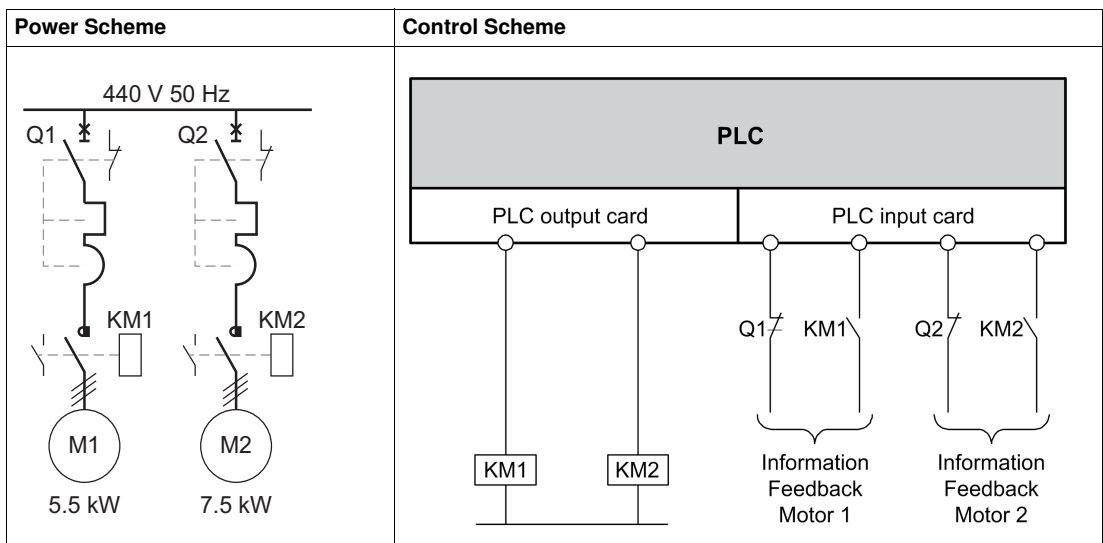 Power Scheme
Control Scheme
440 V 50 Hz
Q1
Q2
KM1
KM2
M1
M2
5.5 kW
7.5 kW
PLC
PLC output card
PLC input card
Q1
KM1
Q2
KM2
KM1
KM2
Information
Feedback
Motor 1
Information
Feedback
Motor 2